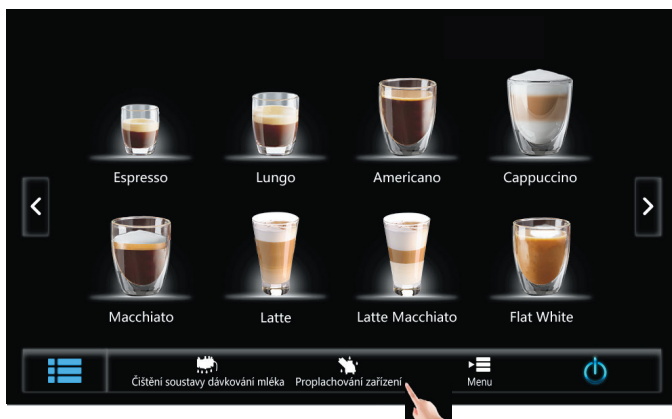 Espresso Lungo Americano Cappuccino
Macchiato Latte Latte Macchiato Flat White
Čištění soustavy dávkování mléka Proplachování zařízení Menu